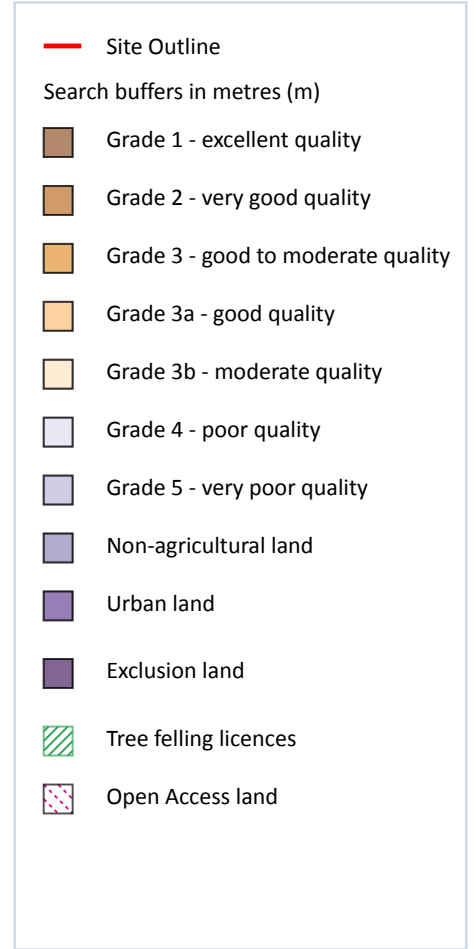 Site Outline
Search buffers in metres (m)
Grade 1 - excellent quality
Grade 2 - very good quality
Grade 3 - good to moderate quality
Grade 3a - good quality
Grade 3b - moderate quality
Grade 4 - poor quality
Grade 5 - very poor quality
Non-agricultural land
Urban land
Exclusion land
Tree felling licences
Open Access land